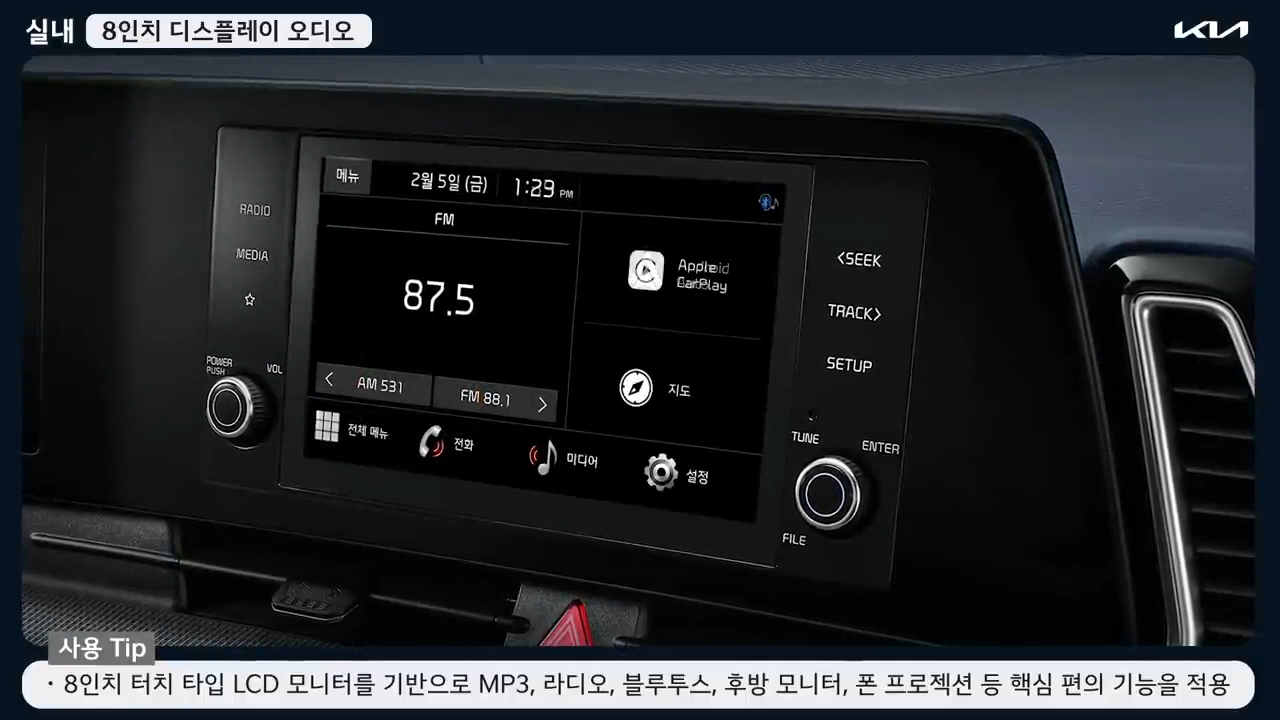 실내
8인치 디스플레이 오디오
KIA
메뉴
2월 5일 (금)
1:29 PM
FM
87.5
AM 531
FM 88.1
지도
전체 메뉴
전화
미디어
설정
RADIO
MEDIA
POWER
PUSH
VOL
<SEEK
TRACK>
SETUP
TUNE
ENTER
FILE
사용 Tip
· 8인치 터치 타입 LCD 모니터를 기반으로 MP3, 라디오, 블루투스, 후방 모니터, 폰 프로젝션 등 핵심 편의 기능을 적용